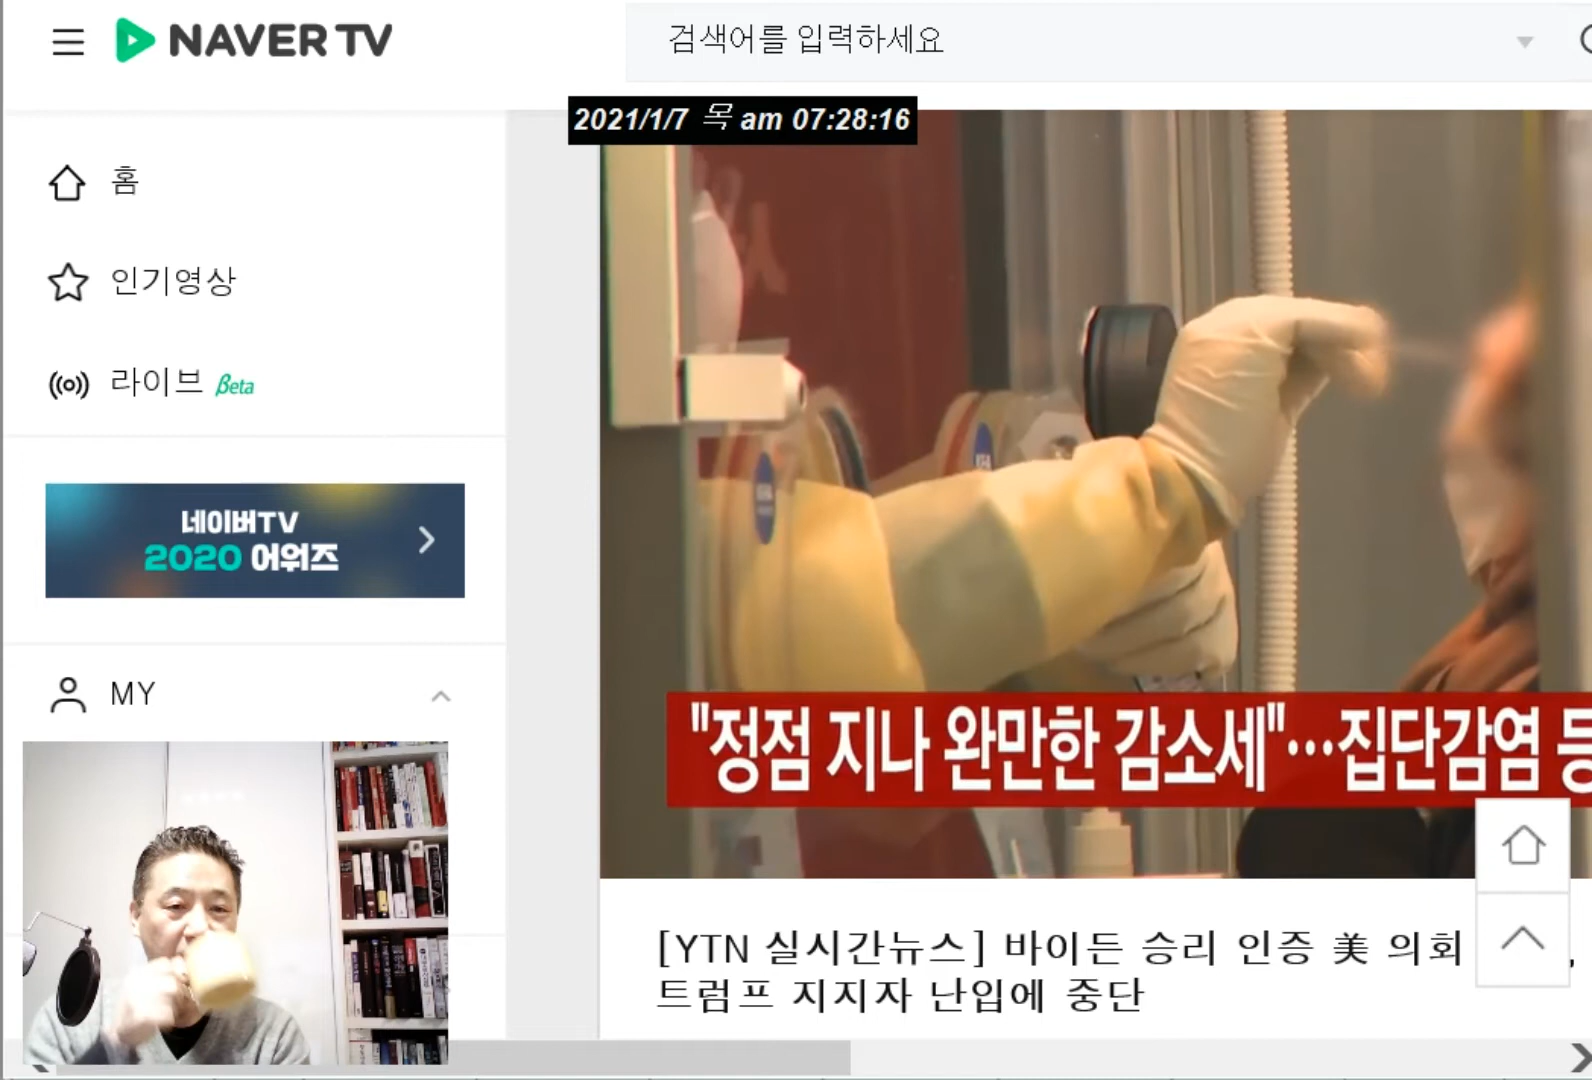 NAVER TV
검색어를 입력하세요
2021/1/7 목 am 07:28:16
홈
인기영상
라이브 βeta
네이버TV
2020 어워즈
MY
"정점 지나 완만한 감소세"…집단감염 등
[YTN 실시간뉴스] 바이든 승리 인증 美 의회
트럼프 지지자 난입에 중단